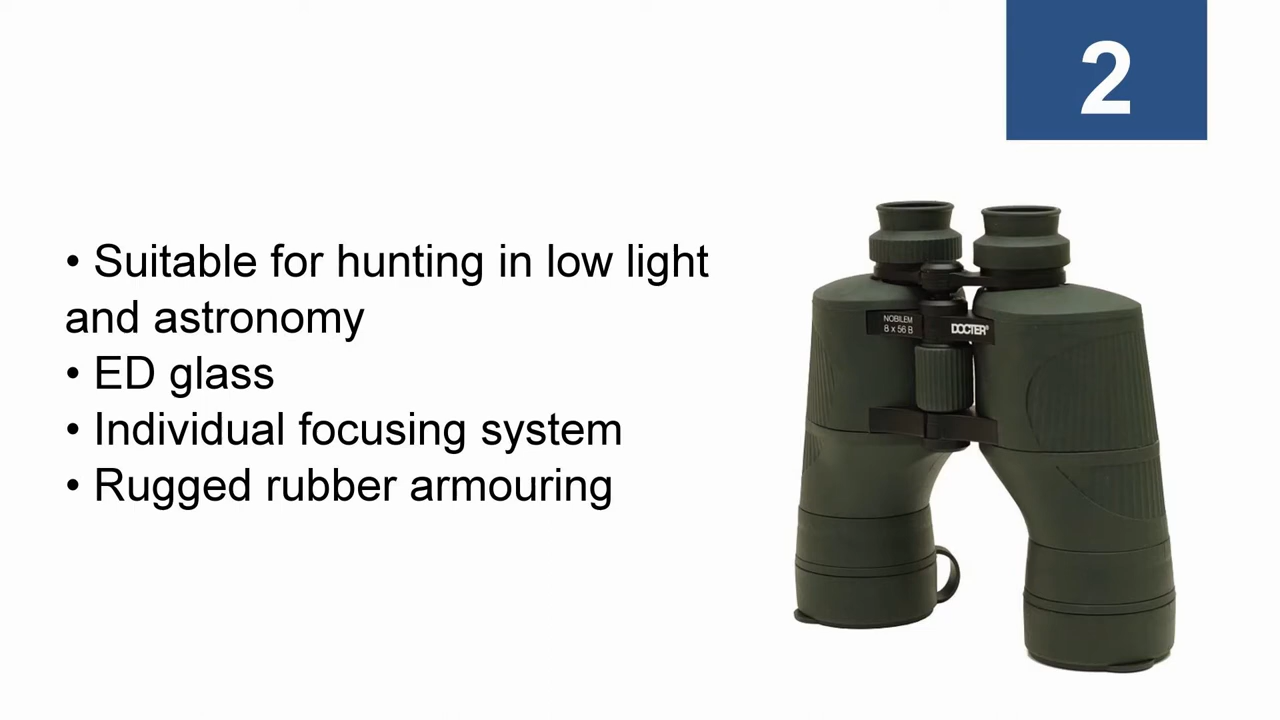 2
• Suitable for hunting in low light
and astronomy
• ED glass
• Individual focusing system
• Rugged rubber armouring
NOBILEM
8 x 56 B
DOCTER®